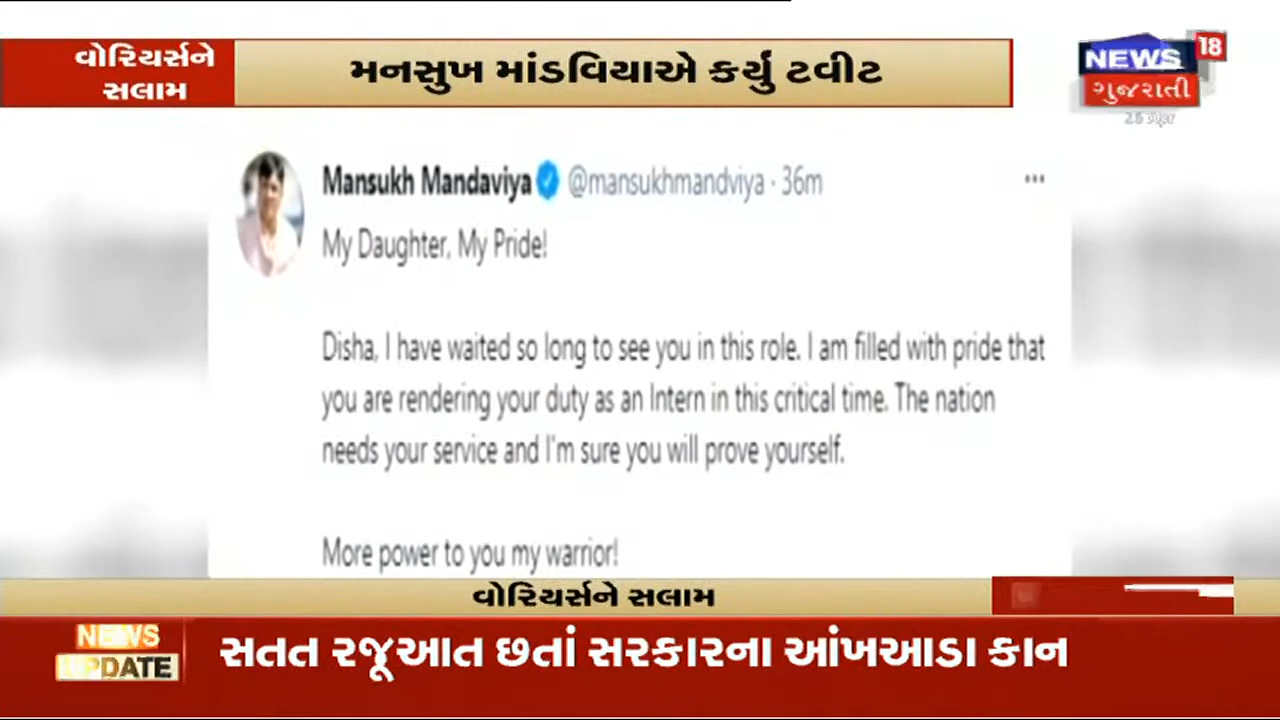 વોરિયર્સને
સલામ
મનસુખ માંડવિયાએ કર્યું ટ્વીટ
NEWS 18
ગુજરાતી
Mansukh Mandaviya @mansukhmandviya · 36m
My Daughter, My Pride!
Disha, I have waited so long to see you in this role. I am filled with pride that
you are rendering your duty as an Intern in this critical time. The nation
needs your service and I'm sure you will prove yourself.
More power to you my warrior!
વોરિયર્સને સલામ
NEWS
UPDATE
સતત રજૂઆત છતાં સરકારના આંખઆડા કાન